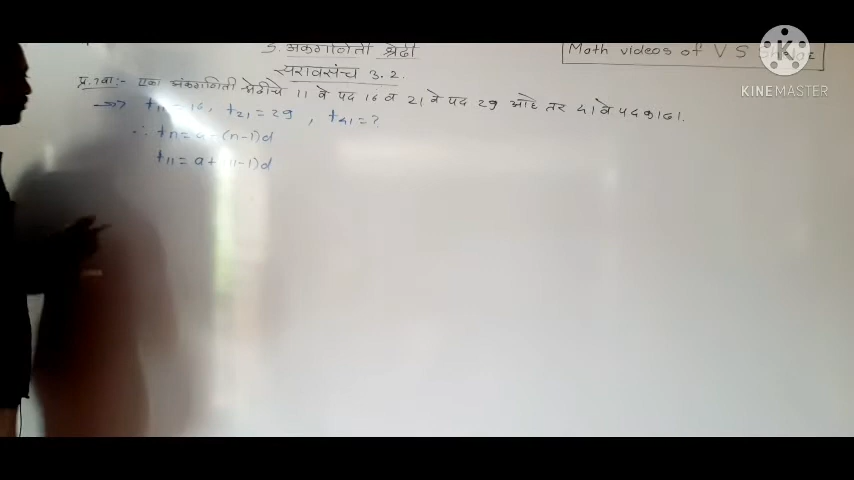 3. अंकगणिती श्रेढी
Math videos of V S
सरावसंच 3.2.
KINEMASTER
प्र.7वा:- एका अंकगणिती श्रेढीचे 11 वे पद 16 व 21 वे पद 29 आहे तर 41 वे पद काढा.
t11 = 16, t21 = 29, t41 = ?
∴ tn = a + (n-1)d
t11 = a + (11-1)d